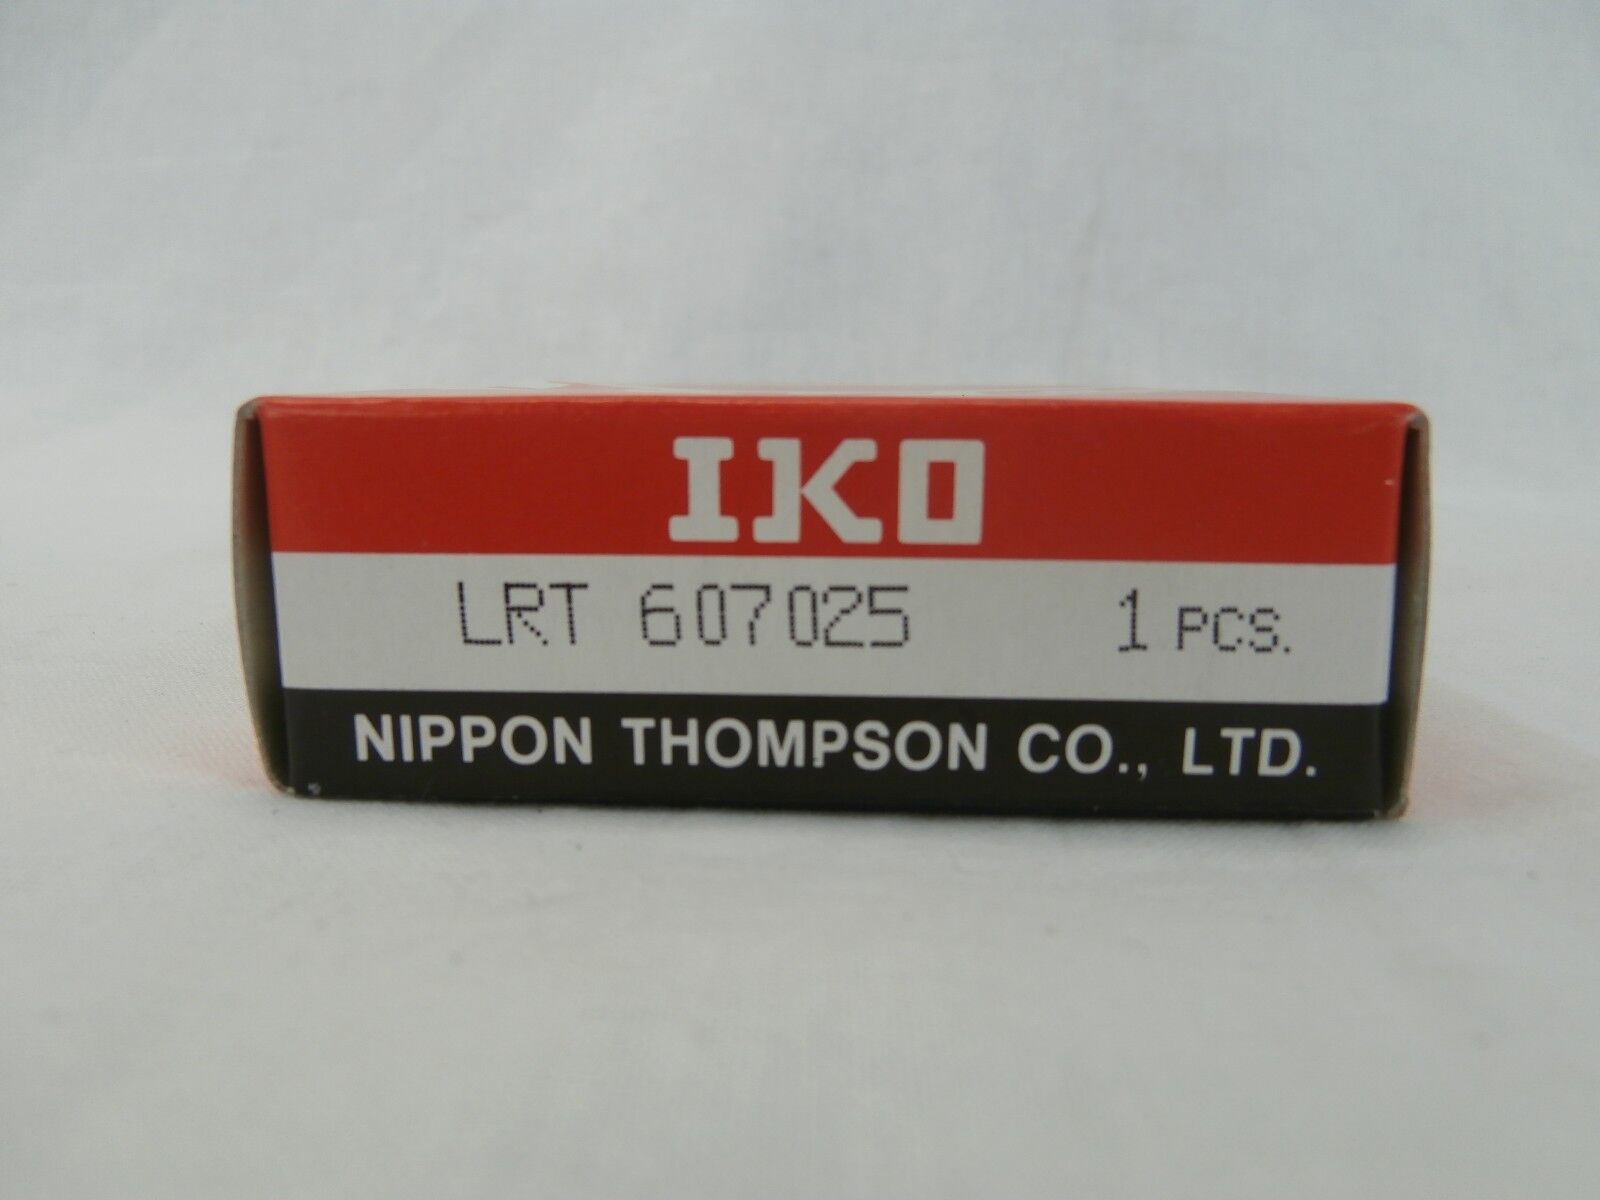 IKO
LRT 607025 1 PCS.
NIPPON THOMPSON CO., LTD.